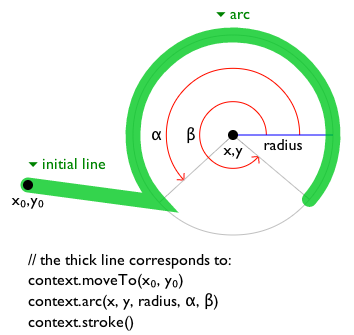 ▾ arc
α
β
radius
x,y
▾ initial line
x₀,y₀
// the thick line corresponds to:
context.moveTo(x₀, y₀)
context.arc(x, y, radius, α, β)
context.stroke()